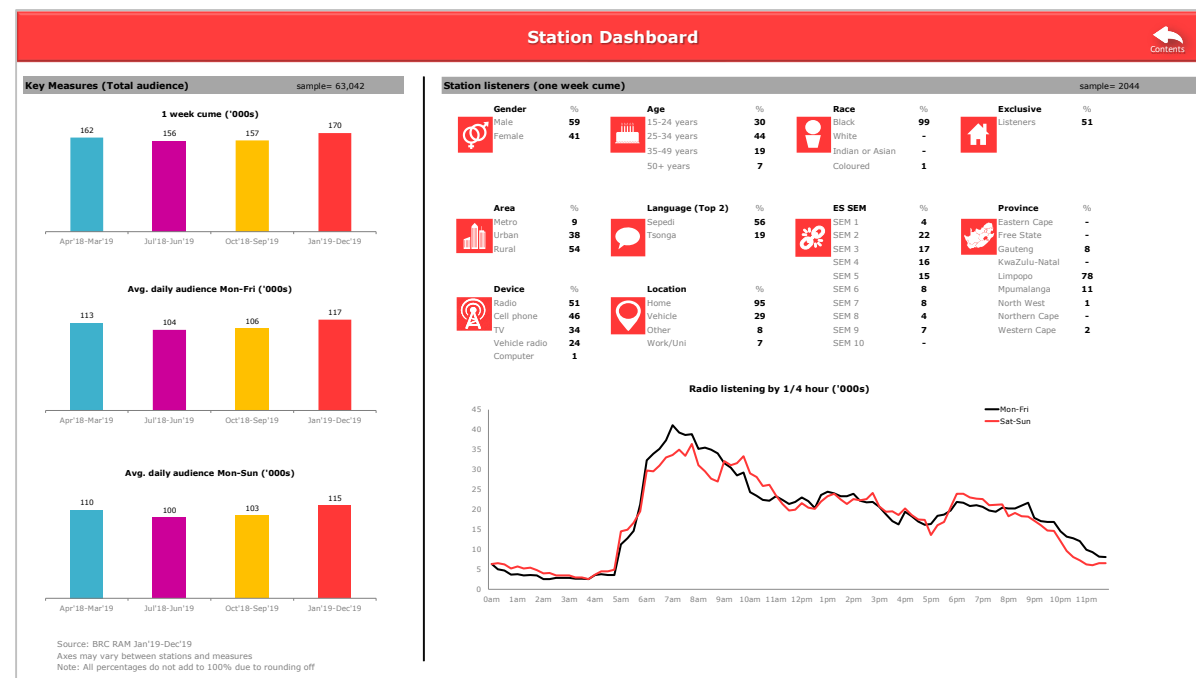 Station Dashboard
Contents
Key Measures (Total audience) sample= 63,042
1 week cume ('000s)
162 156 157 170
Apr'18-Mar'19 Jul'18-Jun'19 Oct'18-Sep'19 Jan'19-Dec'19
Avg. daily audience Mon-Fri ('000s)
113 104 106 117
Apr'18-Mar'19 Jul'18-Jun'19 Oct'18-Sep'19 Jan'19-Dec'19
Avg. daily audience Mon-Sun ('000s)
110 100 103 115
Apr'18-Mar'19 Jul'18-Jun'19 Oct'18-Sep'19 Jan'19-Dec'19
Source: BRC RAM Jan'19-Dec'19
Axes may vary between stations and measures
Note: All percentages do not add to 100% due to rounding off
Station listeners (one week cume) sample= 2044
Gender %
Male 59
Female 41
Age %
15-24 years 30
25-34 years 44
35-49 years 19
50+ years 7
Race %
Black 99
White -
Indian or Asian -
Coloured 1
Exclusive %
Listeners 51
Area %
Metro 9
Urban 38
Rural 54
Language (Top 2) %
Sepedi 56
Tsonga 19
ES SEM %
SEM 1 4
SEM 2 22
SEM 3 17
SEM 4 16
SEM 5 15
SEM 6 8
SEM 7 8
SEM 8 4
SEM 9 7
SEM 10 -
Province %
Eastern Cape -
Free State -
Gauteng 8
KwaZulu-Natal -
Limpopo 78
Mpumalanga 11
North West 1
Northern Cape -
Western Cape 2
Device %
Radio 51
Cell phone 46
TV 34
Vehicle radio 24
Computer 1
Location %
Home 95
Vehicle 29
Other 8
Work/Uni 7
Radio listening by 1/4 hour ('000s)
Mon-Fri
Sat-Sun
45
40
35
30
25
20
15
10
5
0
0am 1am 2am 3am 4am 5am 6am 7am 8am 9am 10am 11am 12pm 1pm 2pm 3pm 4pm 5pm 6pm 7pm 8pm 9pm 10pm 11pm